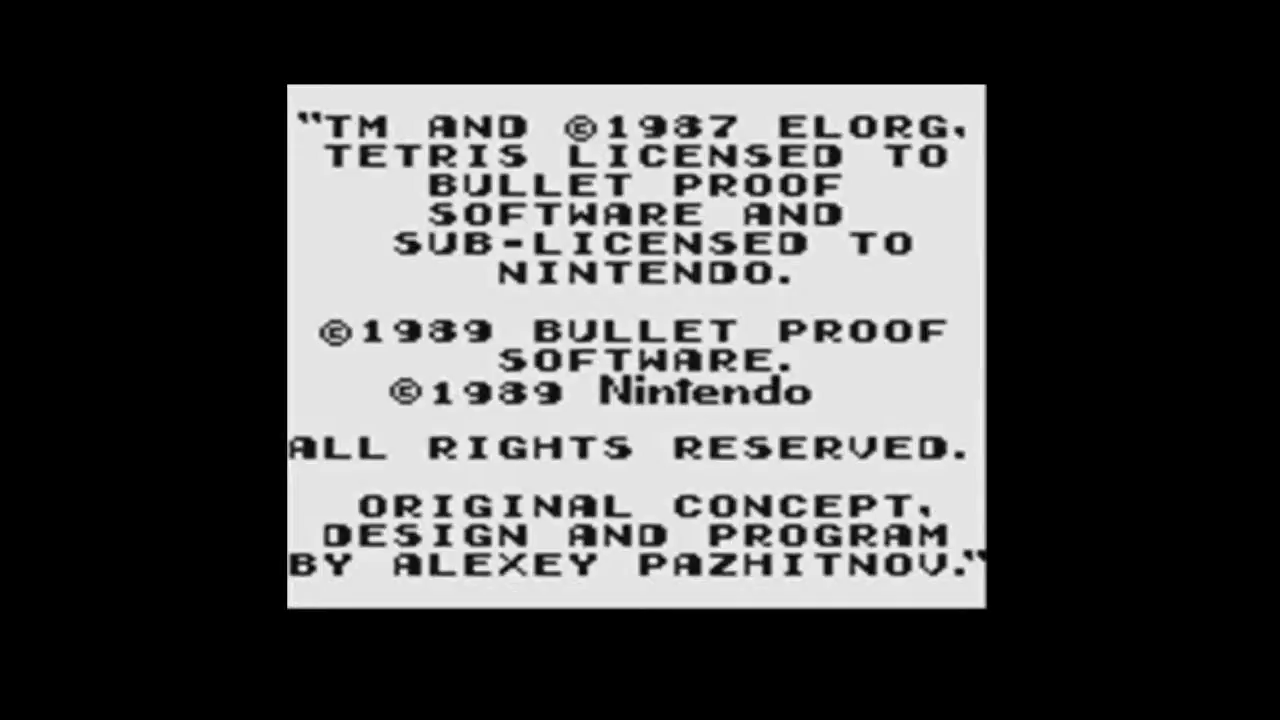 "TM AND ©1987 ELORG,
TETRIS LICENSED TO
BULLET PROOF
SOFTWARE AND
SUB-LICENSED TO
NINTENDO.
©1989 BULLET PROOF
SOFTWARE.
©1989 Nintendo
ALL RIGHTS RESERVED.
ORIGINAL CONCEPT,
DESIGN AND PROGRAM
BY ALEXEY PAZHITNOV."